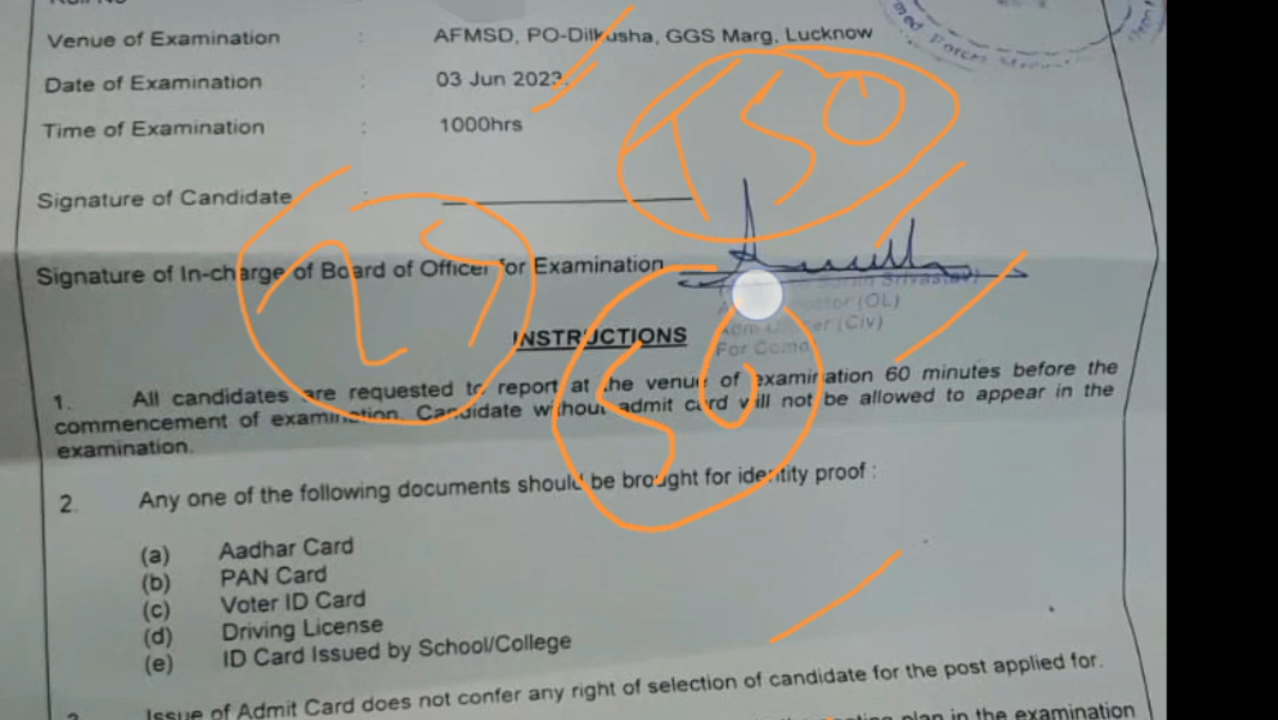 Venue of Examination : AFMSD, PO-Dilkusha, GGS Marg, Lucknow
Date of Examination : 03 Jun 2023.
Time of Examination : 1000hrs
Signature of Candidate :
Signature of In-charge of Board of Officer for Examination
(OL)
(Civ)
For Comd
INSTRUCTIONS
1. All candidates are requested to report at the venue of examination 60 minutes before the
commencement of examination. Candidate without admit card will not be allowed to appear in the
examination.
2. Any one of the following documents should be brought for identity proof :
(a) Aadhar Card
(b) PAN Card
(c) Voter ID Card
(d) Driving License
(e) ID Card Issued by School/College
Issue of Admit Card does not confer any right of selection of candidate for the post applied for.
plan in the examination
150
25
50